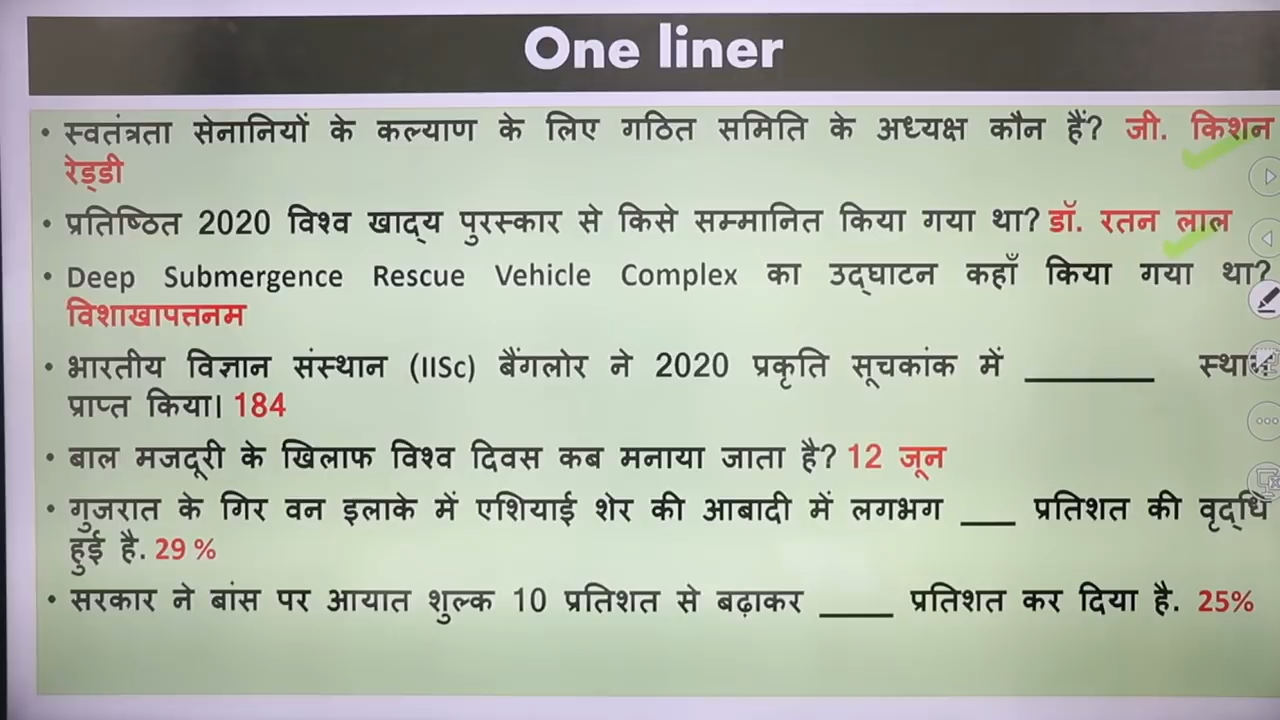 One liner
• स्वतंत्रता सेनानियों के कल्याण के लिए गठित समिति के अध्यक्ष कौन हैं? जी. किशन
रेड्डी
• प्रतिष्ठित 2020 विश्व खाद्य पुरस्कार से किसे सम्मानित किया गया था? डॉ. रतन लाल
• Deep Submergence Rescue Vehicle Complex का उद्घाटन कहाँ किया गया था?
विशाखापत्तनम
• भारतीय विज्ञान संस्थान (IISc) बैंगलोर ने 2020 प्रकृति सूचकांक में ________ स्थान
प्राप्त किया। 184
• बाल मजदूरी के खिलाफ विश्व दिवस कब मनाया जाता है? 12 जून
• गुजरात के गिर वन इलाके में एशियाई शेर की आबादी में लगभग ___ प्रतिशत की वृद्धि
हुई है. 29 %
• सरकार ने बांस पर आयात शुल्क 10 प्रतिशत से बढ़ाकर ____ प्रतिशत कर दिया है. 25%